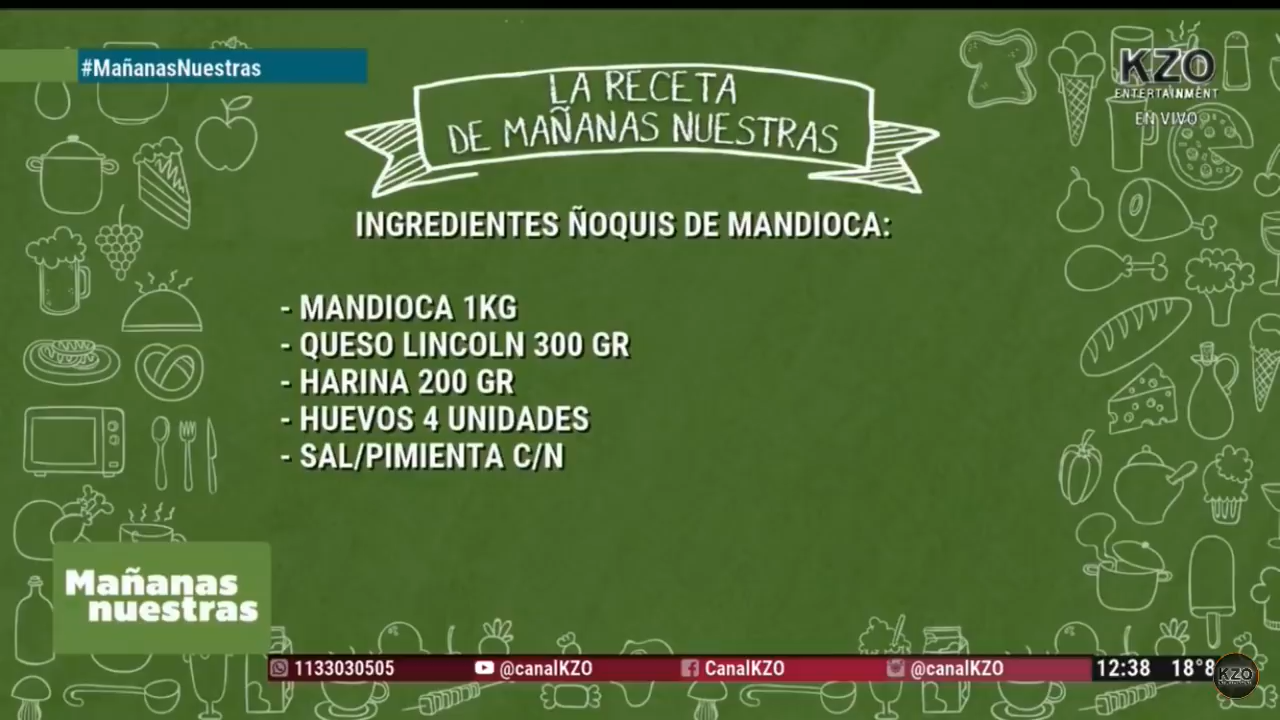 #MañanasNuestras
KZO
ENTERTAINMENT
EN VIVO
LA RECETA
DE MAÑANAS NUESTRAS
INGREDIENTES ÑOQUIS DE MANDIOCA:
- MANDIOCA 1KG
- QUESO LINCOLN 300 GR
- HARINA 200 GR
- HUEVOS 4 UNIDADES
- SAL/PIMIENTA C/N
Mañanas
nuestras
1133030505 @canalKZO CanalKZO @canalKZO 12:38 18°8
KZO